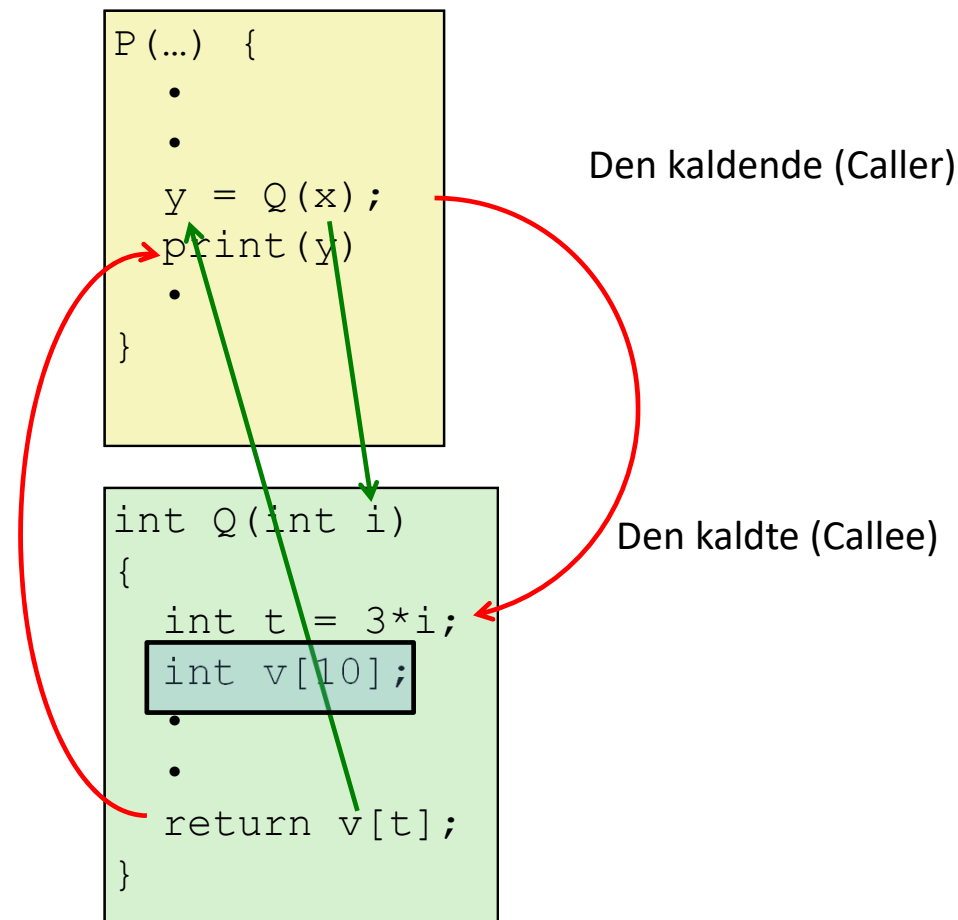 P(…) {
•
•
y = Q(x);
print(y)
•
}
Den kaldende (Caller)
int Q(int i)
{
int t = 3*i;
int v[10];
•
•
return v[t];
}
Den kaldte (Callee)